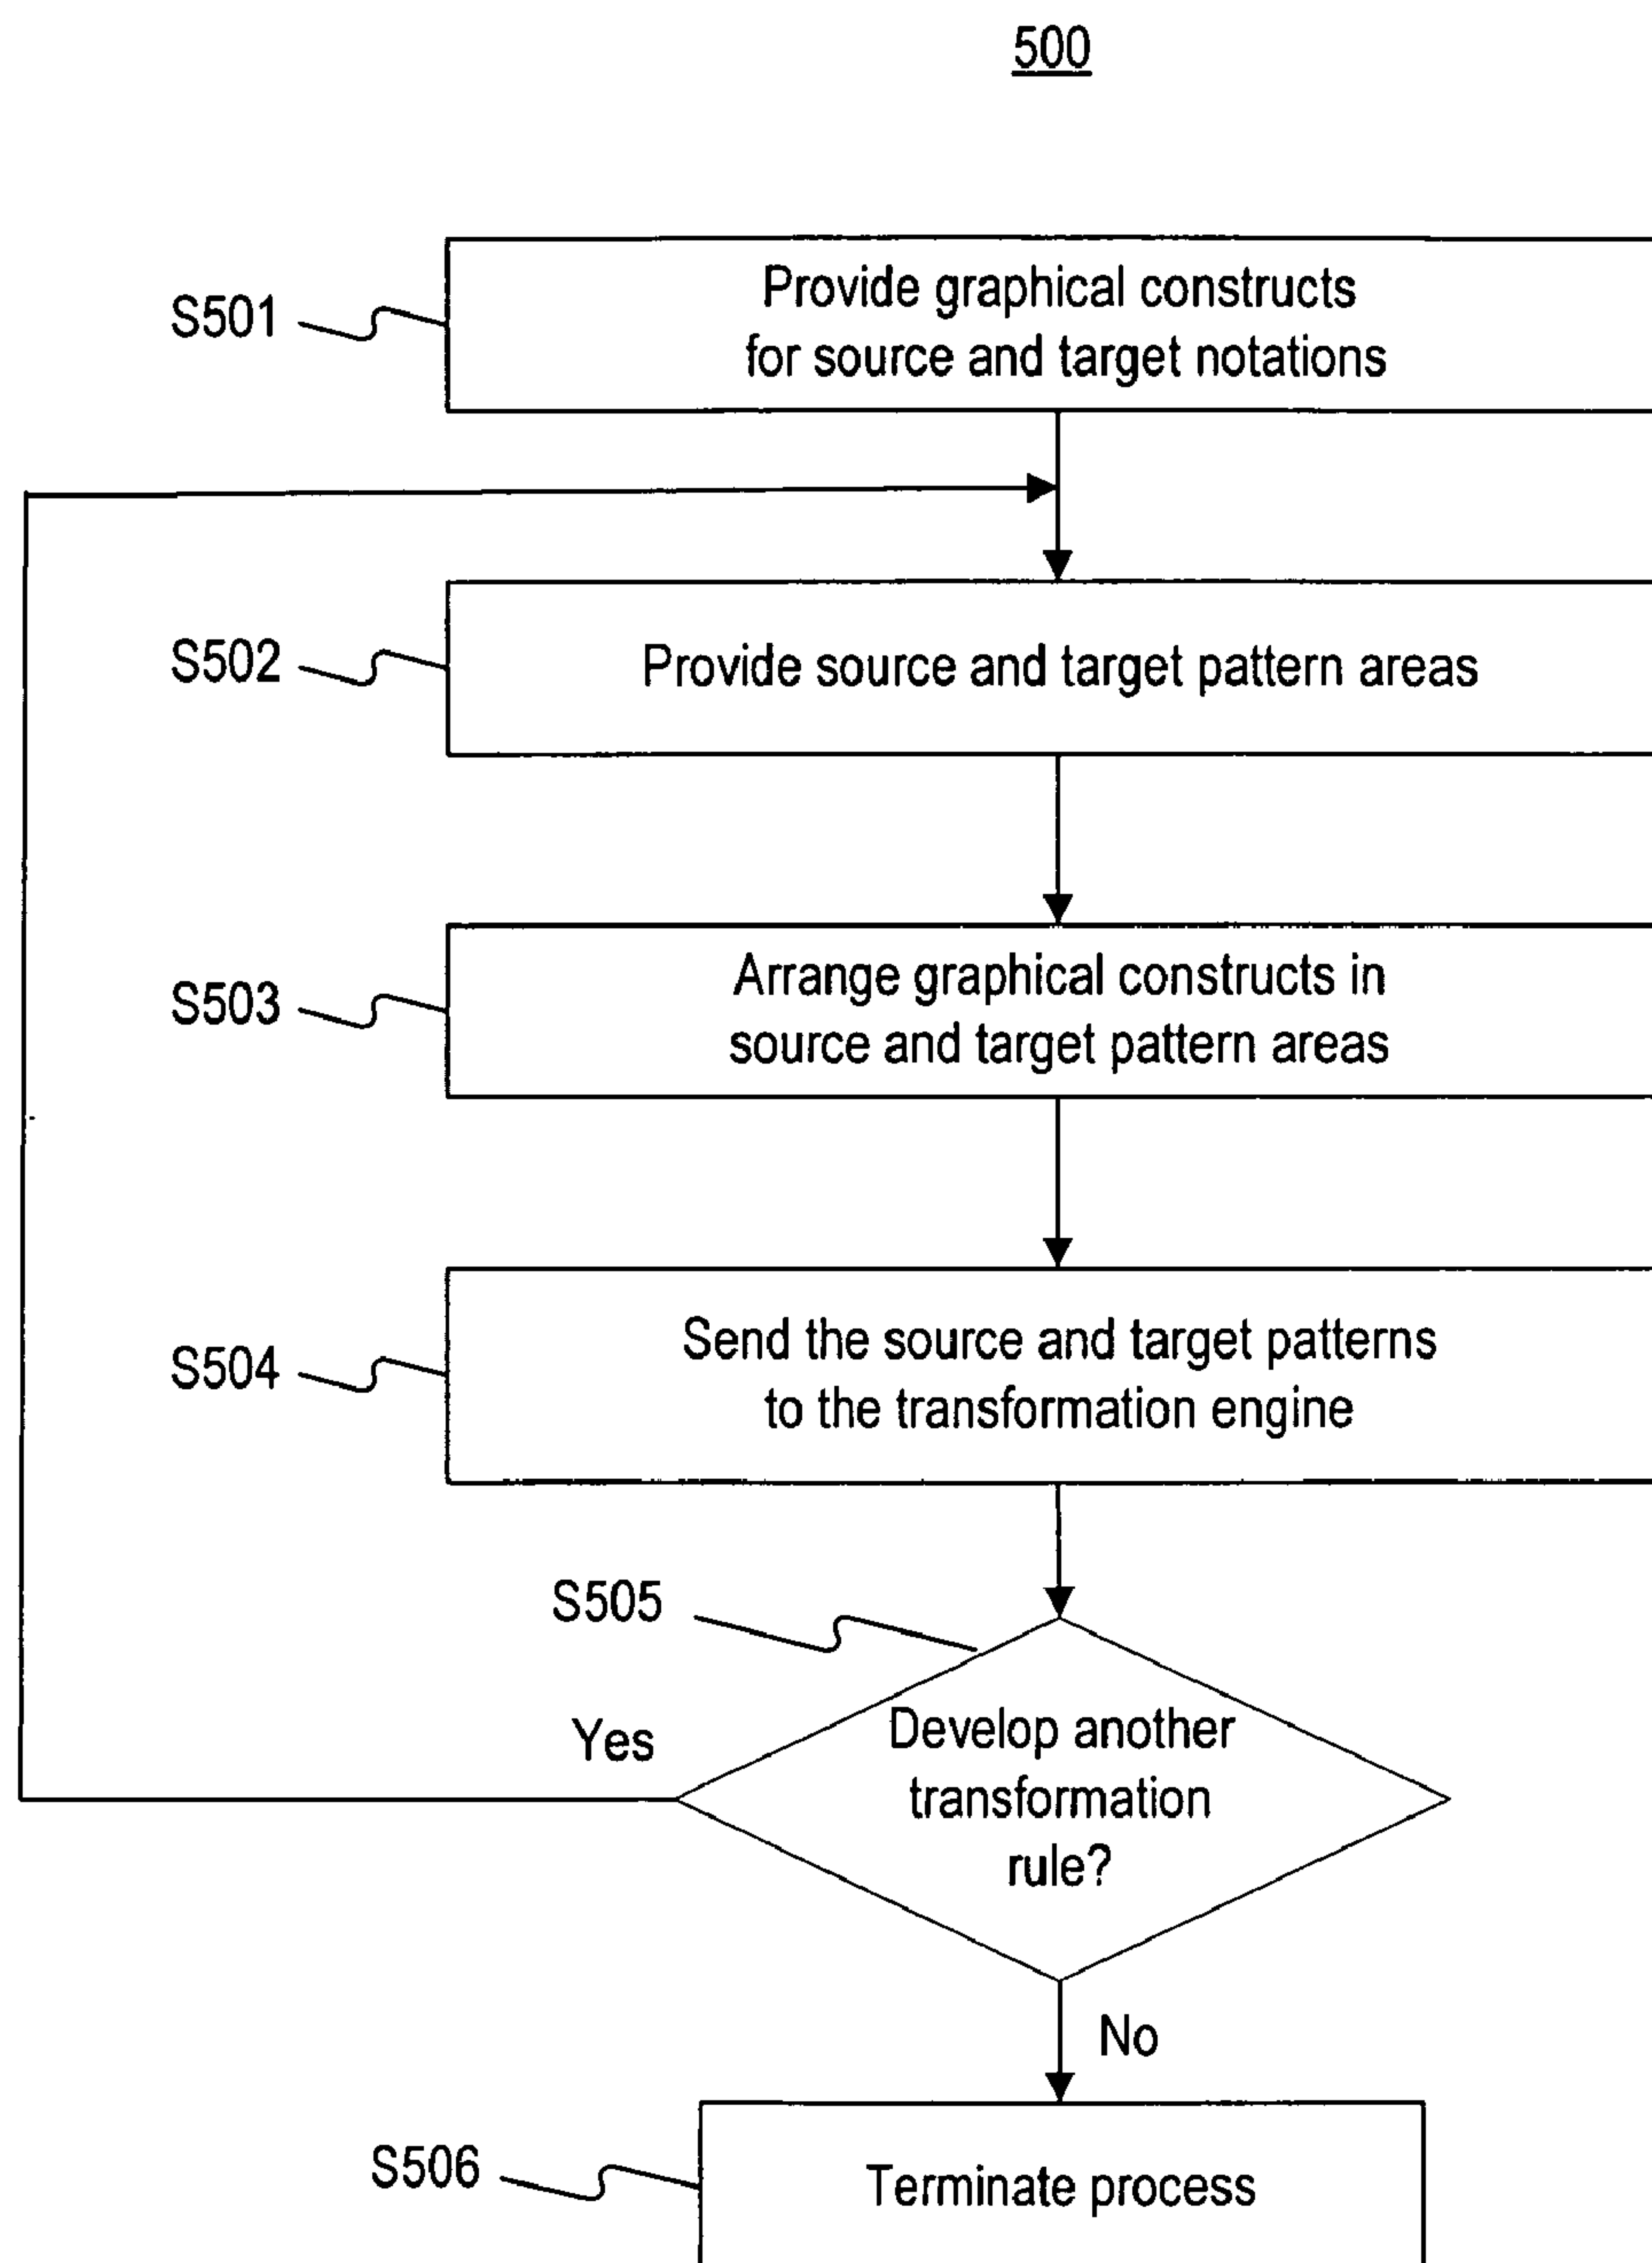 500
S501
Provide graphical constructs
for source and target notations
S502
Provide source and target pattern areas
S503
Arrange graphical constructs in
source and target pattern areas
S504
Send the source and target patterns
to the transformation engine
S505
Yes
Develop another
transformation
rule?
No
S506
Terminate process